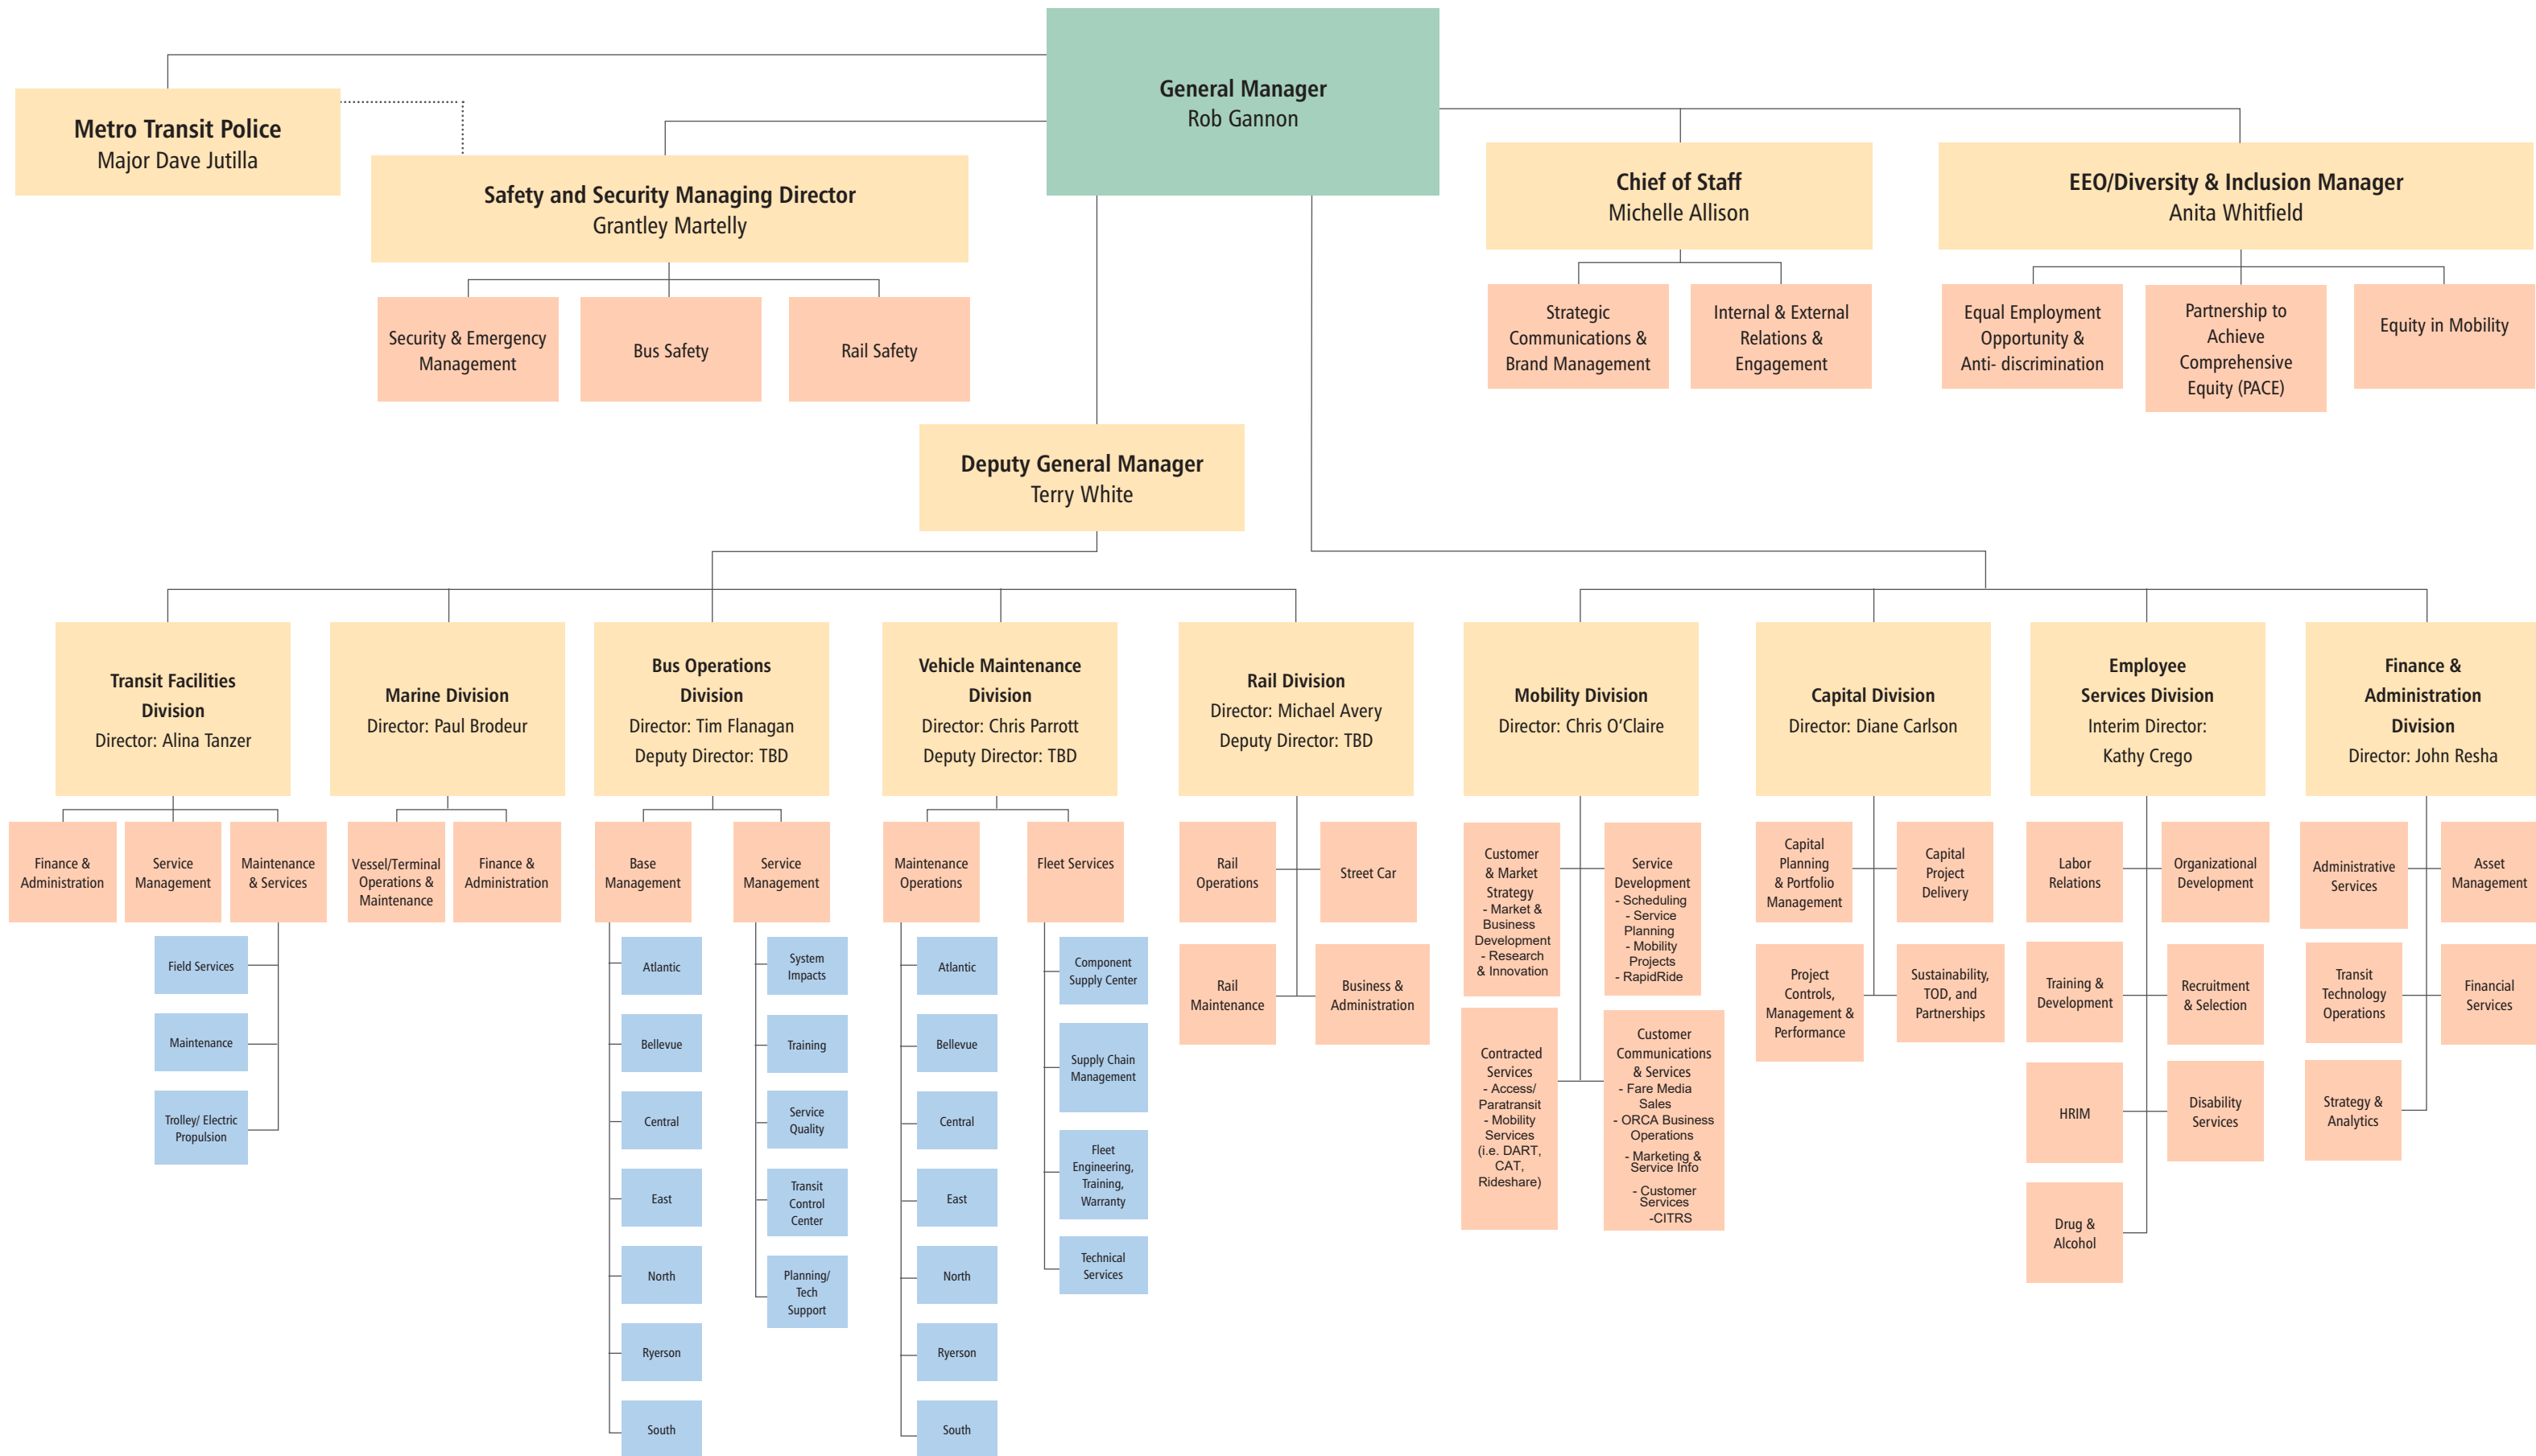 General Manager
Rob Gannon
Metro Transit Police
Major Dave Jutilla
Safety and Security Managing Director
Grantley Martelly
Chief of Staff
Michelle Allison
EEO/Diversity & Inclusion Manager
Anita Whitfield
Security & Emergency
Management
Bus Safety
Rail Safety
Strategic
Communications &
Brand Management
Internal & External
Relations &
Engagement
Equal Employment
Opportunity &
Anti- discrimination
Partnership to
Achieve
Comprehensive
Equity (PACE)
Equity in Mobility
Deputy General Manager
Terry White
Transit Facilities
Division
Director: Alina Tanzer
Marine Division
Director: Paul Brodeur
Bus Operations
Division
Director: Tim Flanagan
Deputy Director: TBD
Vehicle Maintenance
Division
Director: Chris Parrott
Deputy Director: TBD
Rail Division
Director: Michael Avery
Deputy Director: TBD
Mobility Division
Director: Chris O’Claire
Capital Division
Director: Diane Carlson
Employee
Services Division
Interim Director:
Kathy Crego
Finance &
Administration
Division
Director: John Resha
Finance &
Administration
Service
Management
Maintenance
& Services
Field Services
Maintenance
Trolley/ Electric
Propulsion
Vessel/Terminal
Operations &
Maintenance
Finance &
Administration
Base
Management
Atlantic
Bellevue
Central
East
North
Ryerson
South
Service
Management
System
Impacts
Training
Service
Quality
Transit
Control
Center
Planning/
Tech
Support
Maintenance
Operations
Atlantic
Bellevue
Central
East
North
Ryerson
South
Fleet Services
Component
Supply Center
Supply Chain
Management
Fleet
Engineering,
Training,
Warranty
Technical
Services
Rail
Operations
Street Car
Rail
Maintenance
Business &
Administration
Customer
& Market
Strategy
- Market &
Business
Development
- Research
& Innovation
Service
Development
- Scheduling
- Service
Planning
- Mobility
Projects
- RapidRide
Contracted
Services
- Access/
Paratransit
- Mobility
Services
(i.e. DART,
CAT,
Rideshare)
Customer
Communications
& Services
- Fare Media
Sales
- ORCA Business
Operations
- Marketing &
Service Info
- Customer
Services
-CITRS
Capital
Planning
& Portfolio
Management
Capital
Project
Delivery
Project
Controls,
Management &
Performance
Sustainability,
TOD, and
Partnerships
Labor
Relations
Organizational
Development
Training &
Development
Recruitment
& Selection
HRIM
Disability
Services
Drug &
Alcohol
Administrative
Services
Asset
Management
Transit
Technology
Operations
Financial
Services
Strategy &
Analytics